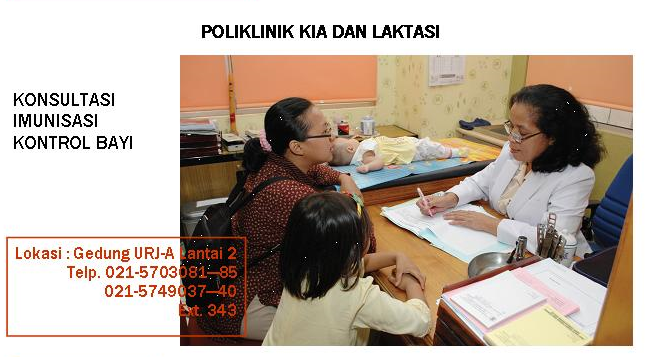 POLIKLINIK KIA DAN LAKTASI
KONSULTASI
IMUNISASI
KONTROL BAYI
Lokasi : Gedung URJ-A Lantai 2
Telp. 021-5703081—85
021-5749037—40
Ext. 343